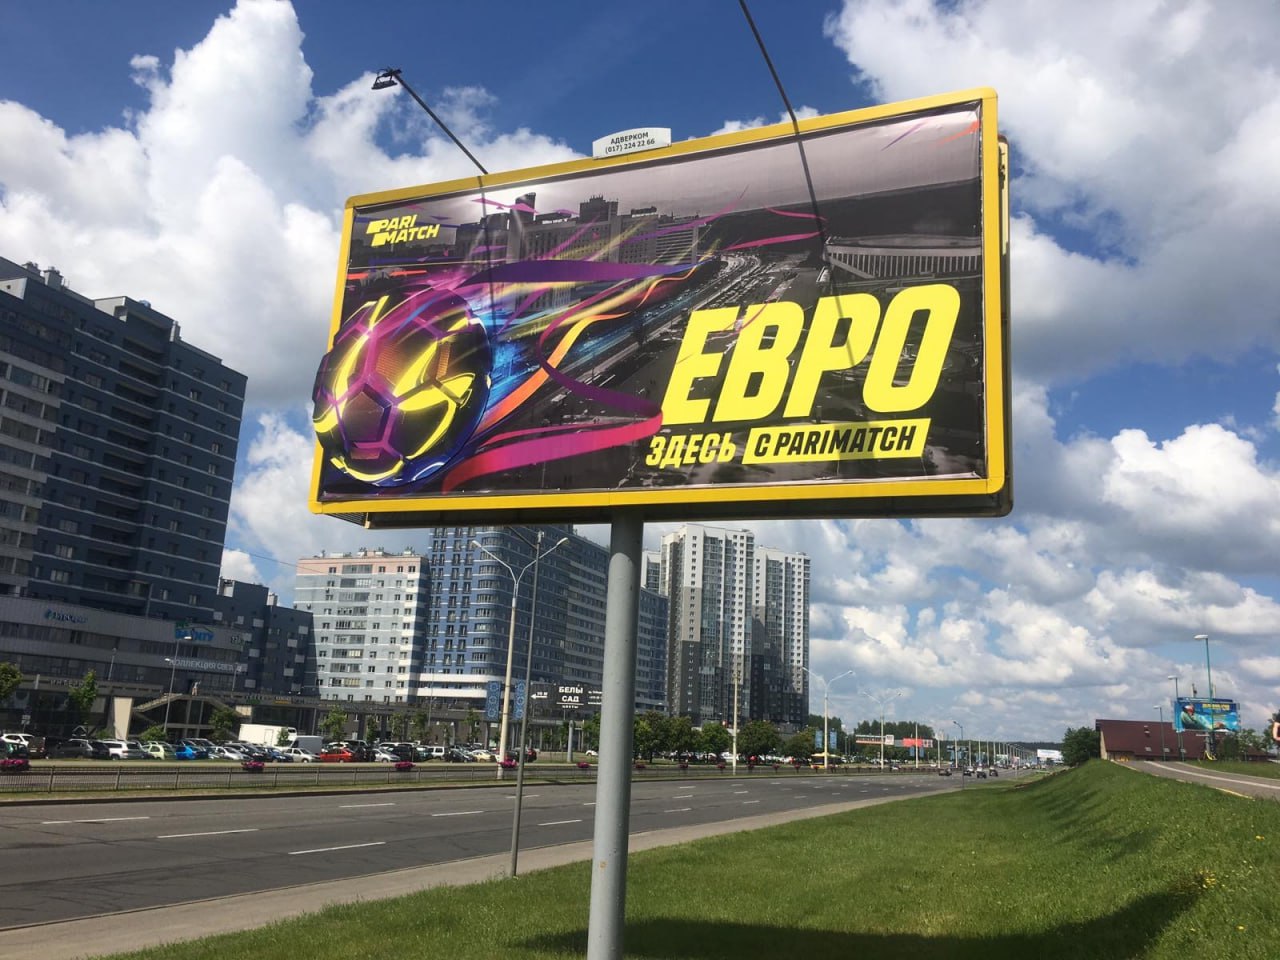 АДВЕРКОМ
(017) 224 22 66
PARI
MATCH
ЕВРО
ЗДЕСЬ С PARIMATCH
БЕЛЫ
САД